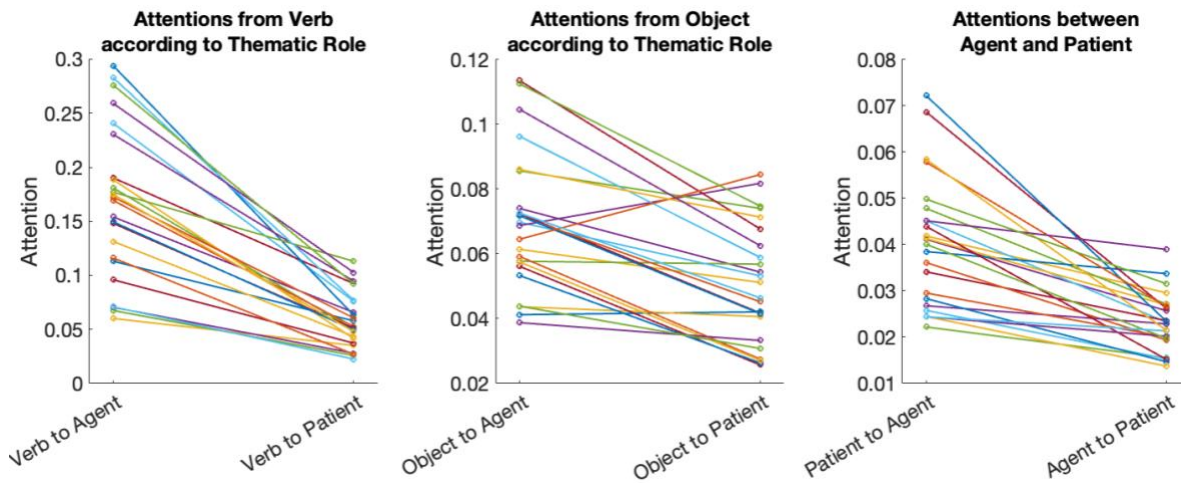 Attentions from Verb
according to Thematic Role
0.3
0.25
0.2
0.15
0.1
0.05
0
Attention
Verb to Agent
Verb to Patient
Attentions from Object
according to Thematic Role
0.12
0.1
0.08
0.06
0.04
0.02
Attention
Object to Agent
Object to Patient
Attentions between
Agent and Patient
0.08
0.07
0.06
0.05
0.04
0.03
0.02
0.01
Attention
Patient to Agent
Agent to Patient